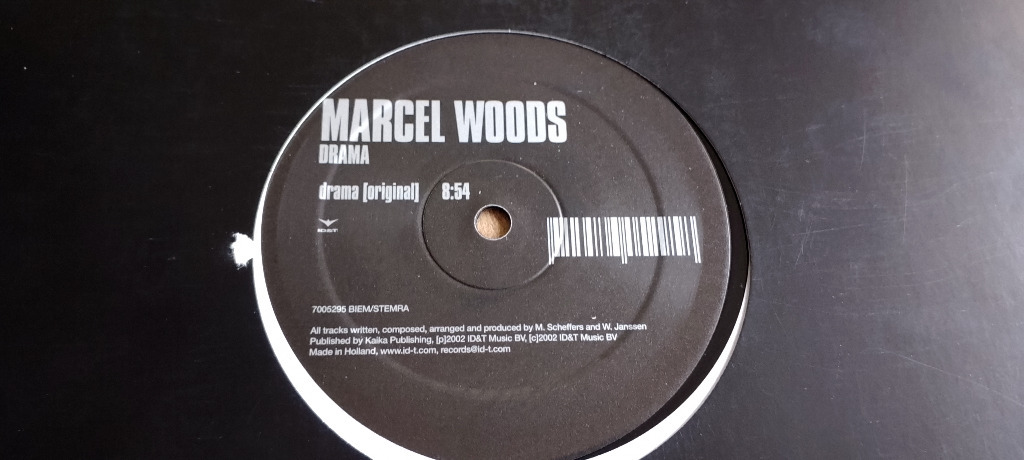 MARCEL WOODS
DRAMA
drama [original] 8:54
ID&T
7005295 BIEM/STEMRA
All tracks written, composed, arranged and produced by M. Scheffers and W. Janssen
Published by Kaika Publishing, [p]2002 ID&T Music BV, [c]2002 ID&T Music BV
Made in Holland, www.id-t.com, records@id-t.com